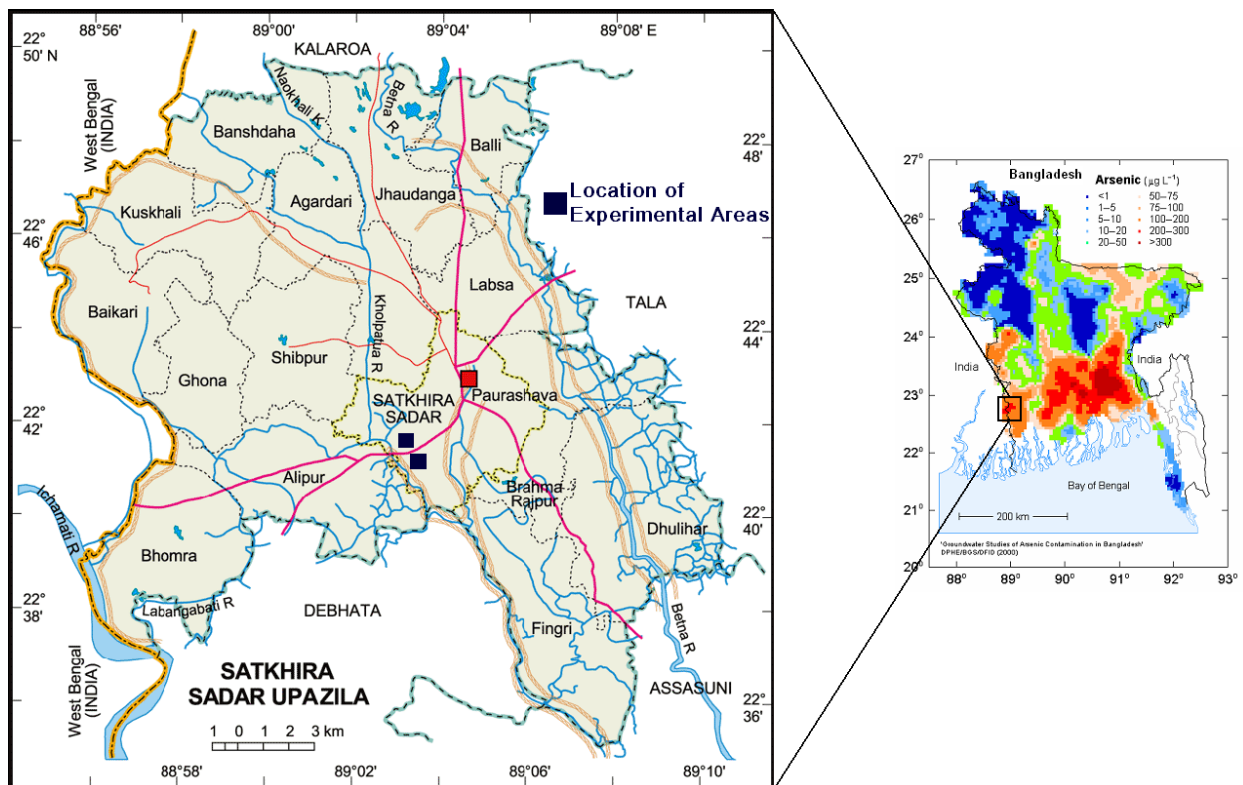 88°56'
89°00'
89°04'
89°08' E
22°
50' N
KALAROA
West Bengal
(INDIA)
Naokhali K
Betna R
Banshdaha
Balli
22°
48'
Jhaudanga
Location of
Experimental Areas
Agardari
Kuskhali
22°
46'
Labsa
TALA
Baikari
Kholpatua R
22°
44'
Shibpur
Ghona
SATKHIRA
SADAR
Paurashava
22°
42'
Alipur
Brahma
Rajpur
Ichamati R
Dhulihar
22°
40'
Bhomra
Labangabati R
22°
38'
DEBHATA
Fingri
Betna R
West Bengal
(INDIA)
SATKHIRA
SADAR UPAZILA
ASSASUNI
22°
36'
1 0 1 2 3 km
88°58'
89°02'
89°06'
89°10'
27°
26°
25°
24°
23°
22°
21°
20°
Bangladesh
Arsenic (µg L⁻¹)
<1
1–5
5–10
10–20
20–50
50–75
75–100
100–200
200–300
>300
India
India
Bay of Bengal
200 km
'Groundwater Studies of Arsenic Contamination in Bangladesh'
DPHE/BGS/DFID (2000)
88°
89°
90°
91°
92°
93°